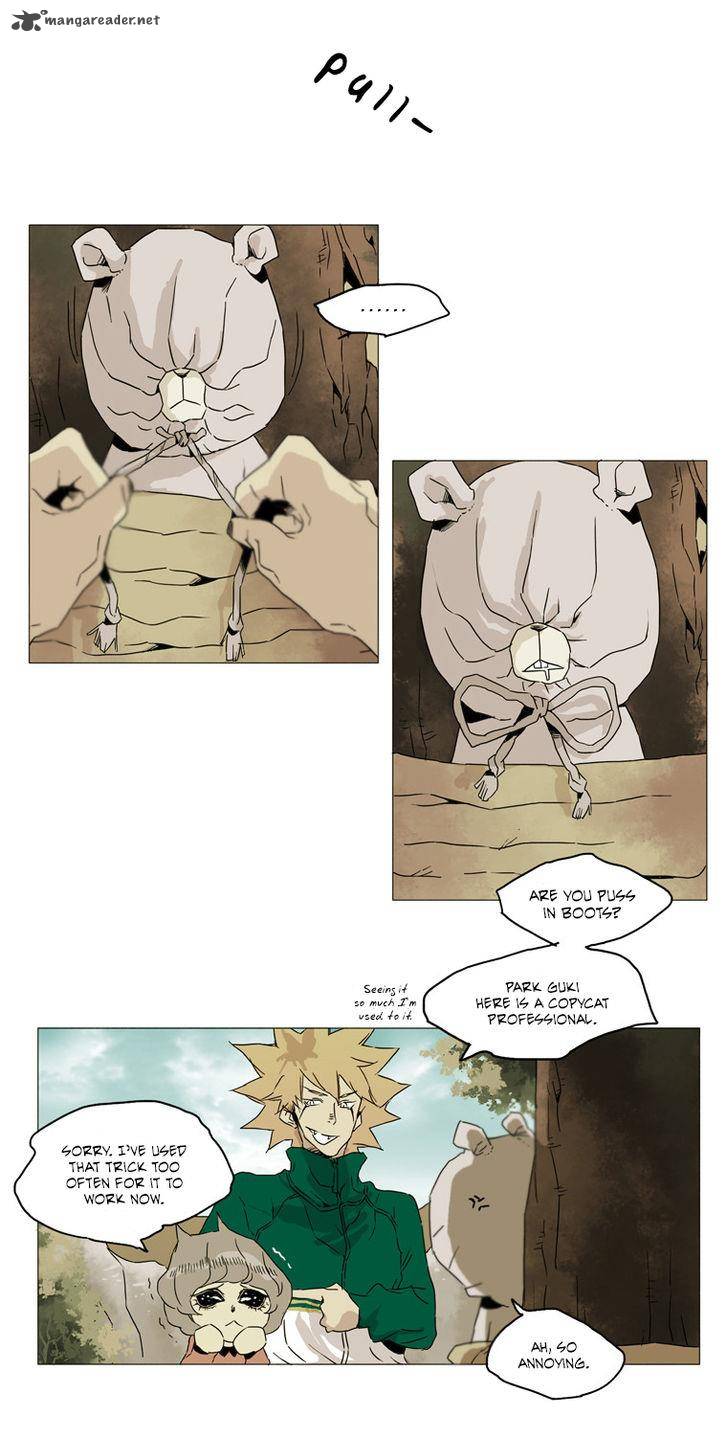 mangareader.net
Pull—
......
ARE YOU PUSS
IN BOOTS?
PARK GUKI
HERE IS A COPYCAT
PROFESSIONAL.
Seeing it
so much I'm
used to it.
SORRY. I'VE USED
THAT TRICK TOO
OFTEN FOR IT TO
WORK NOW.
AH, SO
ANNOYING.